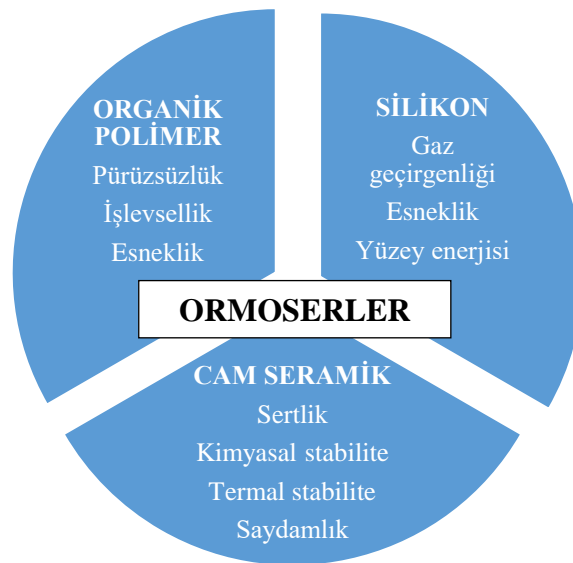 ORGANİK
POLİMER
Pürüzsüzlük
İşlevsellik
Esneklik
SİLİKON
Gaz
geçirgenliği
Esneklik
Yüzey enerjisi
ORMOSERLER
CAM SERAMİK
Sertlik
Kimyasal stabilite
Termal stabilite
Saydamlık